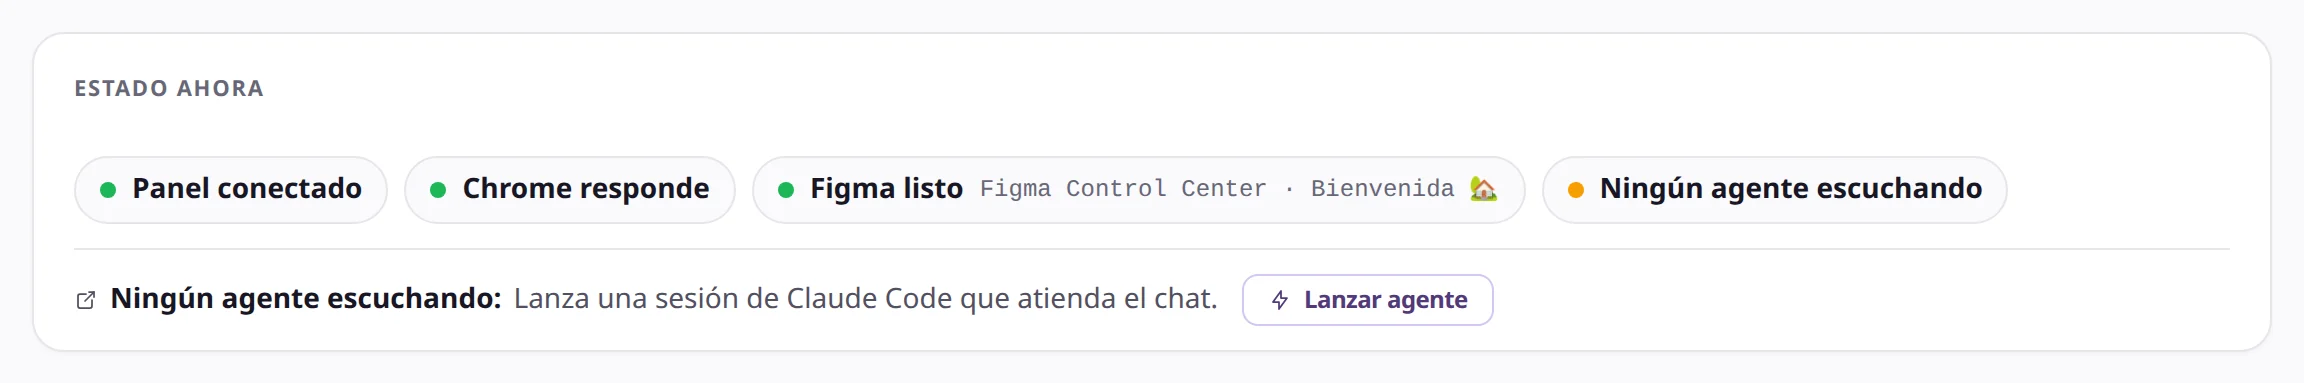 ESTADO AHORA
Panel conectado Chrome responde Figma listo Figma Control Center · Bienvenida 🏡 Ningún agente escuchando
Ningún agente escuchando: Lanza una sesión de Claude Code que atienda el chat. Lanzar agente